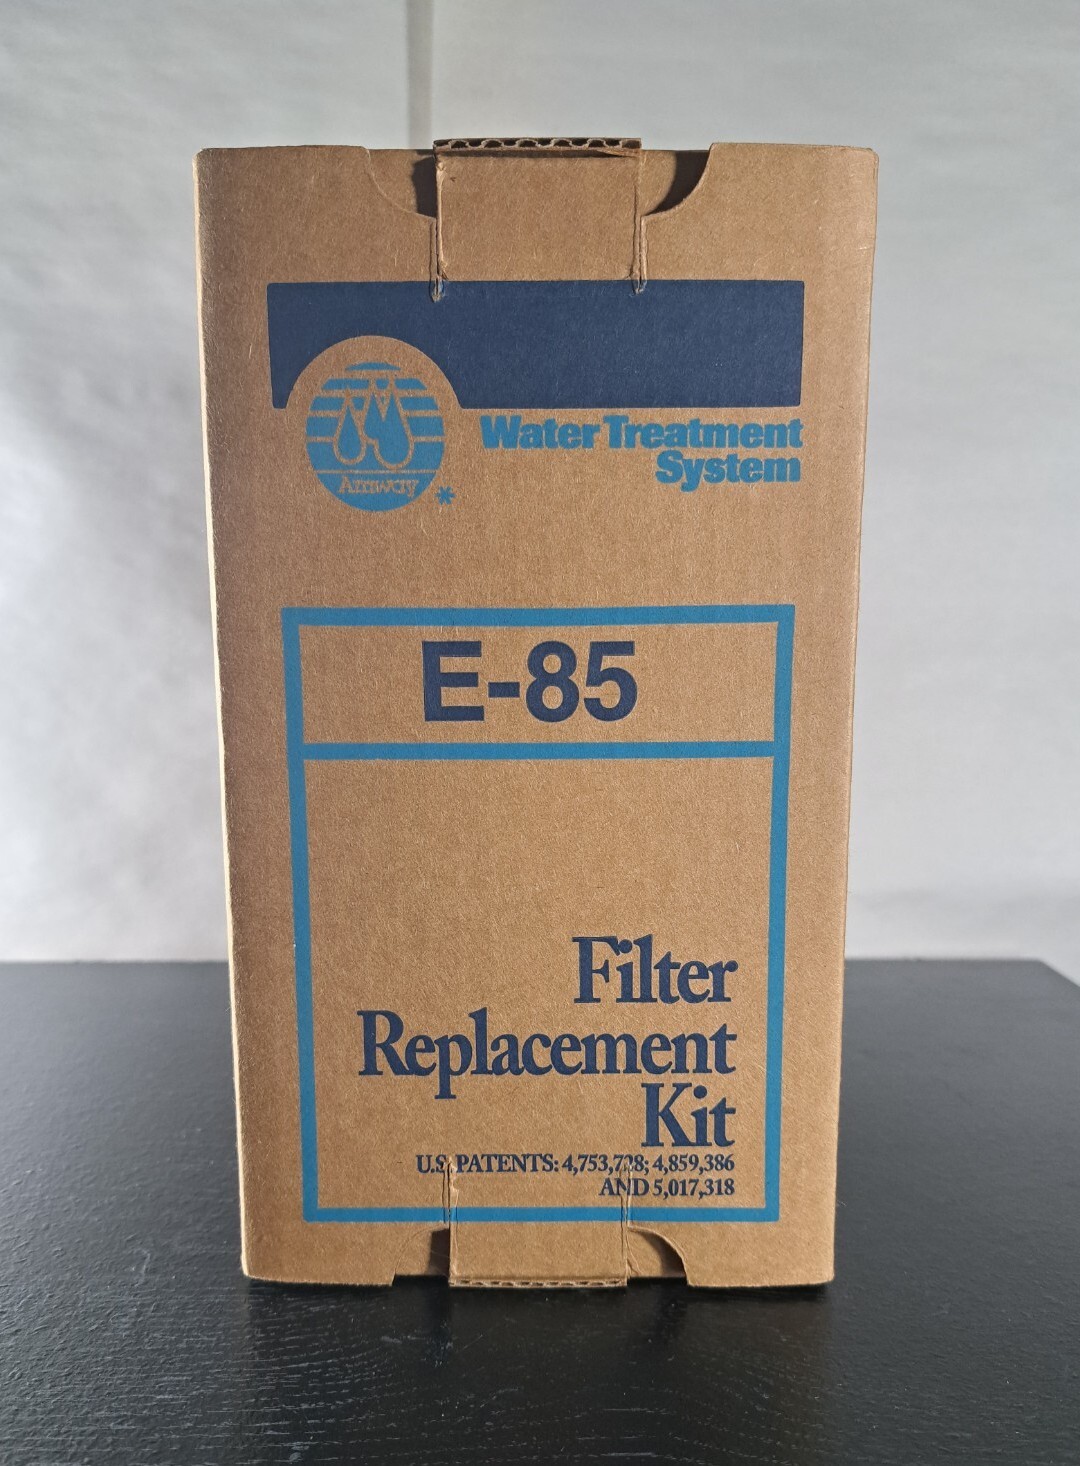 Amway *
Water Treatment
System
E-85
Filter
Replacement
Kit
U.S. PATENTS: 4,753,728; 4,859,386
AND 5,017,318